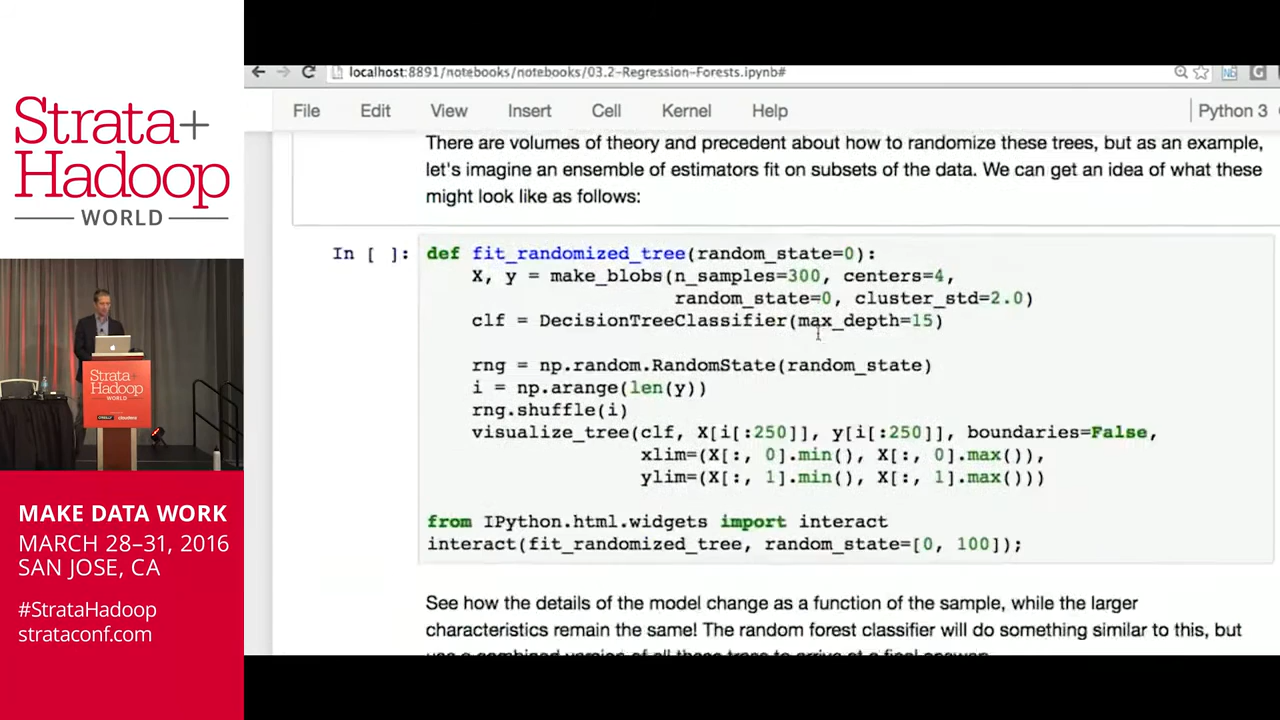 Strata+
Hadoop
WORLD
Strata+
Hadoop
WORLD
MAKE DATA WORK
MARCH 28–31, 2016
SAN JOSE, CA
#StrataHadoop
strataconf.com
localhost:8891/notebooks/notebooks/03.2-Regression-Forests.ipynb#
File Edit View Insert Cell Kernel Help Python 3
There are volumes of theory and precedent about how to randomize these trees, but as an example,
let's imagine an ensemble of estimators fit on subsets of the data. We can get an idea of what these
might look like as follows:
In [ ]: def fit_randomized_tree(random_state=0):
X, y = make_blobs(n_samples=300, centers=4,
random_state=0, cluster_std=2.0)
clf = DecisionTreeClassifier(max_depth=15)
rng = np.random.RandomState(random_state)
i = np.arange(len(y))
rng.shuffle(i)
visualize_tree(clf, X[i[:250]], y[i[:250]], boundaries=False,
xlim=(X[:, 0].min(), X[:, 0].max()),
ylim=(X[:, 1].min(), X[:, 1].max()))
from IPython.html.widgets import interact
interact(fit_randomized_tree, random_state=[0, 100]);
See how the details of the model change as a function of the sample, while the larger
characteristics remain the same! The random forest classifier will do something similar to this, but